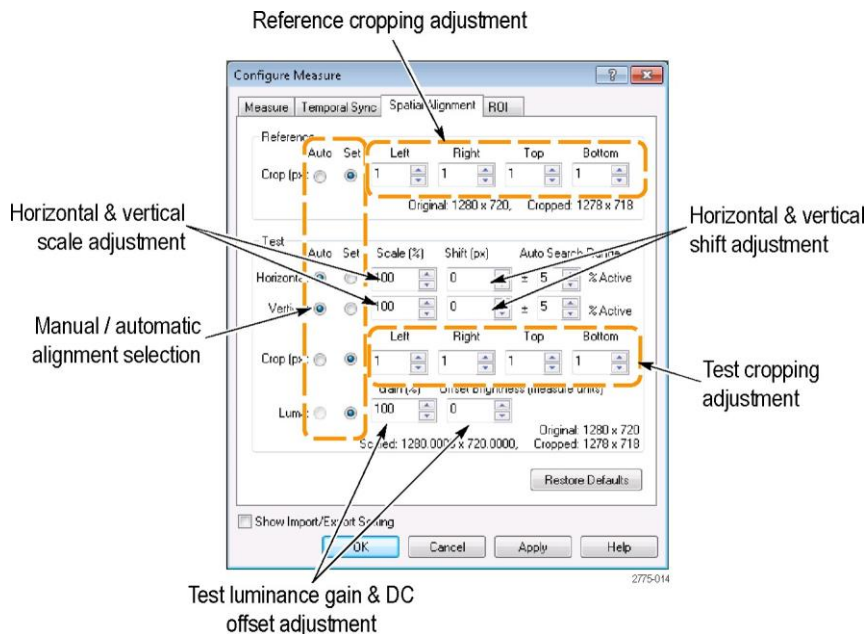 Reference cropping adjustment
Configure Measure
Measure Temporal Sync Spatial Alignment ROI
Reference
Auto Set Left Right Top Bottom
Crop (px): 1 1 1 1
Original: 1280 x 720, Cropped: 1278 x 718
Horizontal & vertical
scale adjustment
Horizontal & vertical
shift adjustment
Test
Auto Set Scale (%) Shift (px) Auto Search Range
Horizontal 100 0 ± 5 % Active
100 0 ± 5 % Active
Manual / automatic
alignment selection
Left Right Top Bottom
Crop (px): 1 1 1 1
Test cropping
adjustment
Gain (%) Offset Brightness (measure units)
Luma: 100 0
Original: 1280 x 720
Scaled: 1280.0000 x 720.0000, Cropped: 1278 x 718
Restore Defaults
Show Import/Export Setting
OK Cancel Apply Help
2775-014
Test luminance gain & DC
offset adjustment